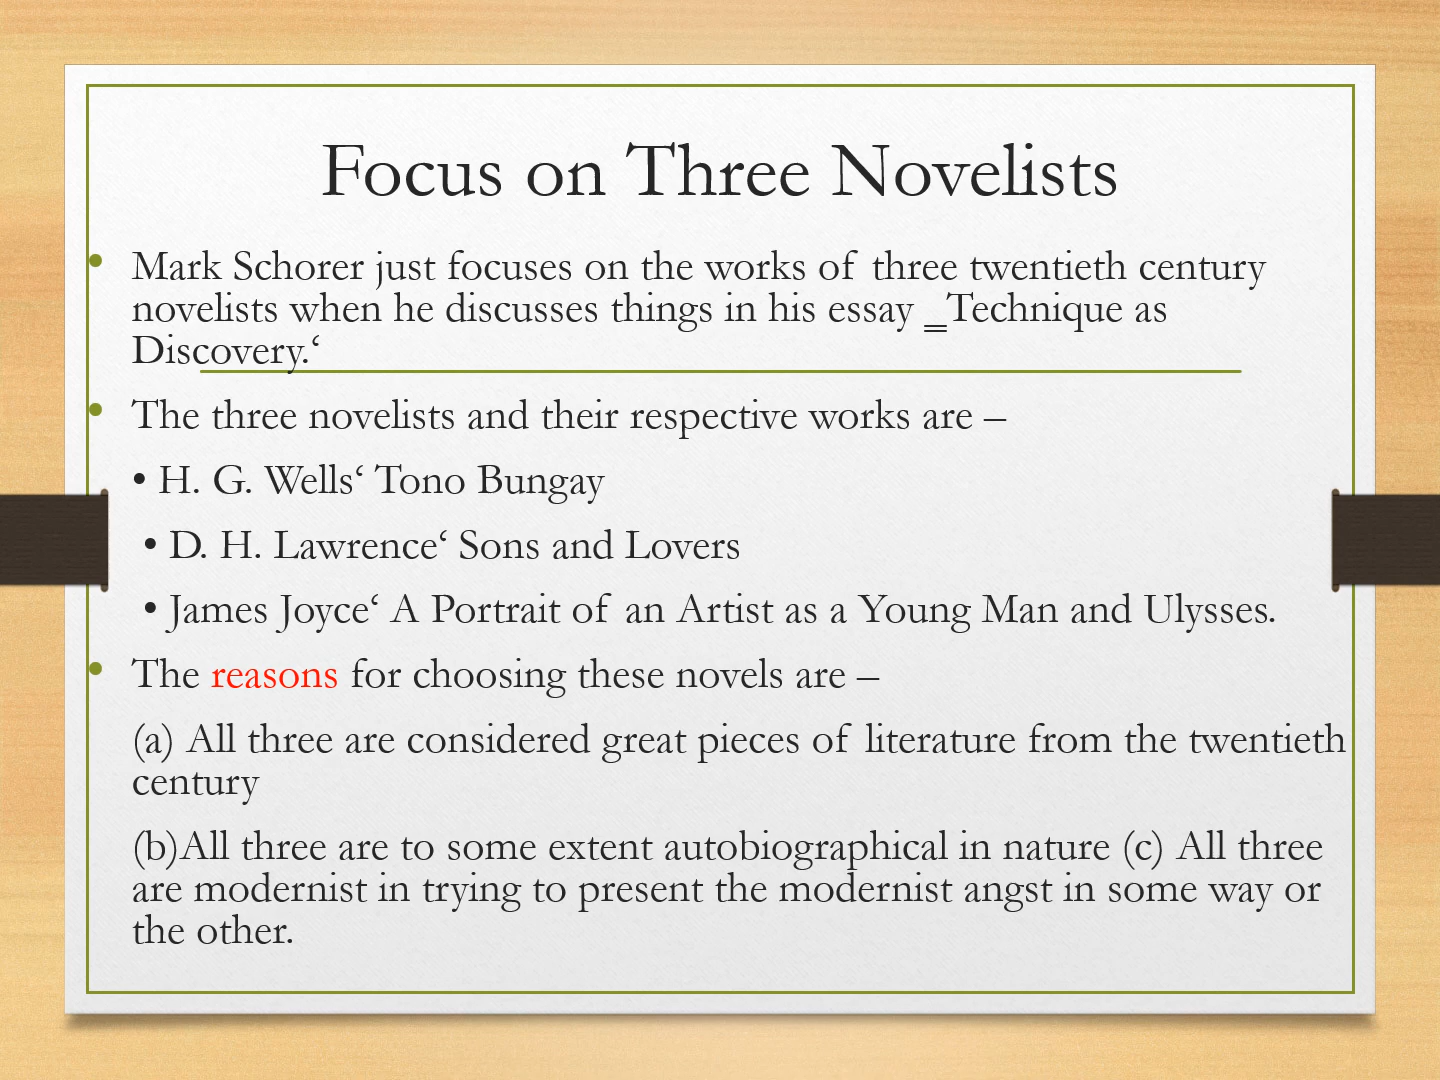 Focus on Three Novelists
• Mark Schorer just focuses on the works of three twentieth century
novelists when he discusses things in his essay ‗Technique as
Discovery.‘
• The three novelists and their respective works are –
• H. G. Wells‘ Tono Bungay
• D. H. Lawrence‘ Sons and Lovers
• James Joyce‘ A Portrait of an Artist as a Young Man and Ulysses.
• The reasons for choosing these novels are –
(a) All three are considered great pieces of literature from the twentieth
century
(b)All three are to some extent autobiographical in nature (c) All three
are modernist in trying to present the modernist angst in some way or
the other.